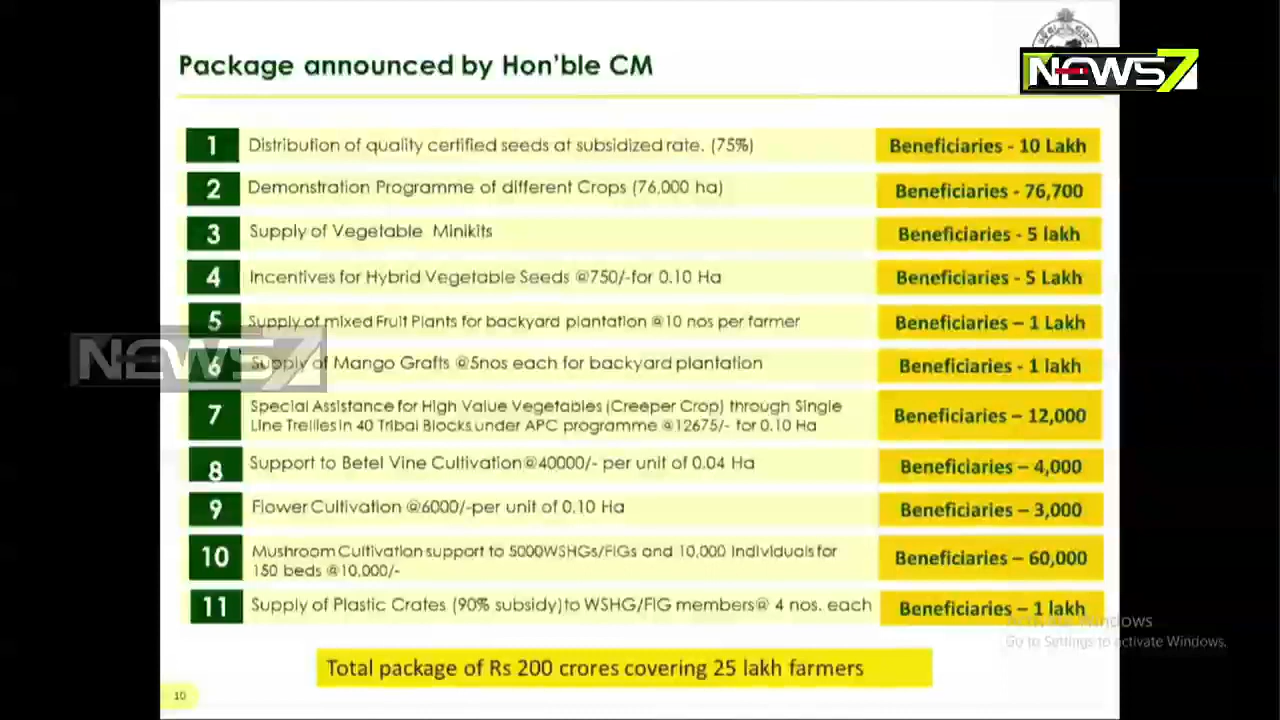 Package announced by Hon'ble CM
NEWS7
1 Distribution of quality certified seeds at subsidized rate. (75%) Beneficiaries - 10 Lakh
2 Demonstration Programme of different Crops (76,000 ha) Beneficiaries - 76,700
3 Supply of Vegetable Minikits Beneficiaries - 5 lakh
4 Incentives for Hybrid Vegetable Seeds @750/-for 0.10 Ha Beneficiaries - 5 Lakh
5 Supply of mixed Fruit Plants for backyard plantation @10 nos per farmer Beneficiaries – 1 Lakh
NEWS7
6 Supply of Mango Grafts @5nos each for backyard plantation Beneficiaries - 1 lakh
7 Special Assistance for High Value Vegetables (Creeper Crop) through Single
Line Trellies in 40 Tribal Blocks under APC programme @12675/- for 0.10 Ha Beneficiaries – 12,000
8 Support to Betel Vine Cultivation@40000/- per unit of 0.04 Ha Beneficiaries – 4,000
9 Flower Cultivation @6000/-per unit of 0.10 Ha Beneficiaries – 3,000
10 Mushroom Cultivation support to 5000WSHGs/FIGs and 10,000 Individuals for
150 beds @10,000/- Beneficiaries – 60,000
11 Supply of Plastic Crates (90% subsidy)to WSHG/FIG members@ 4 nos. each Beneficiaries – 1 lakh
Windows
Go to Settings to activate Windows.
Total package of Rs 200 crores covering 25 lakh farmers
10